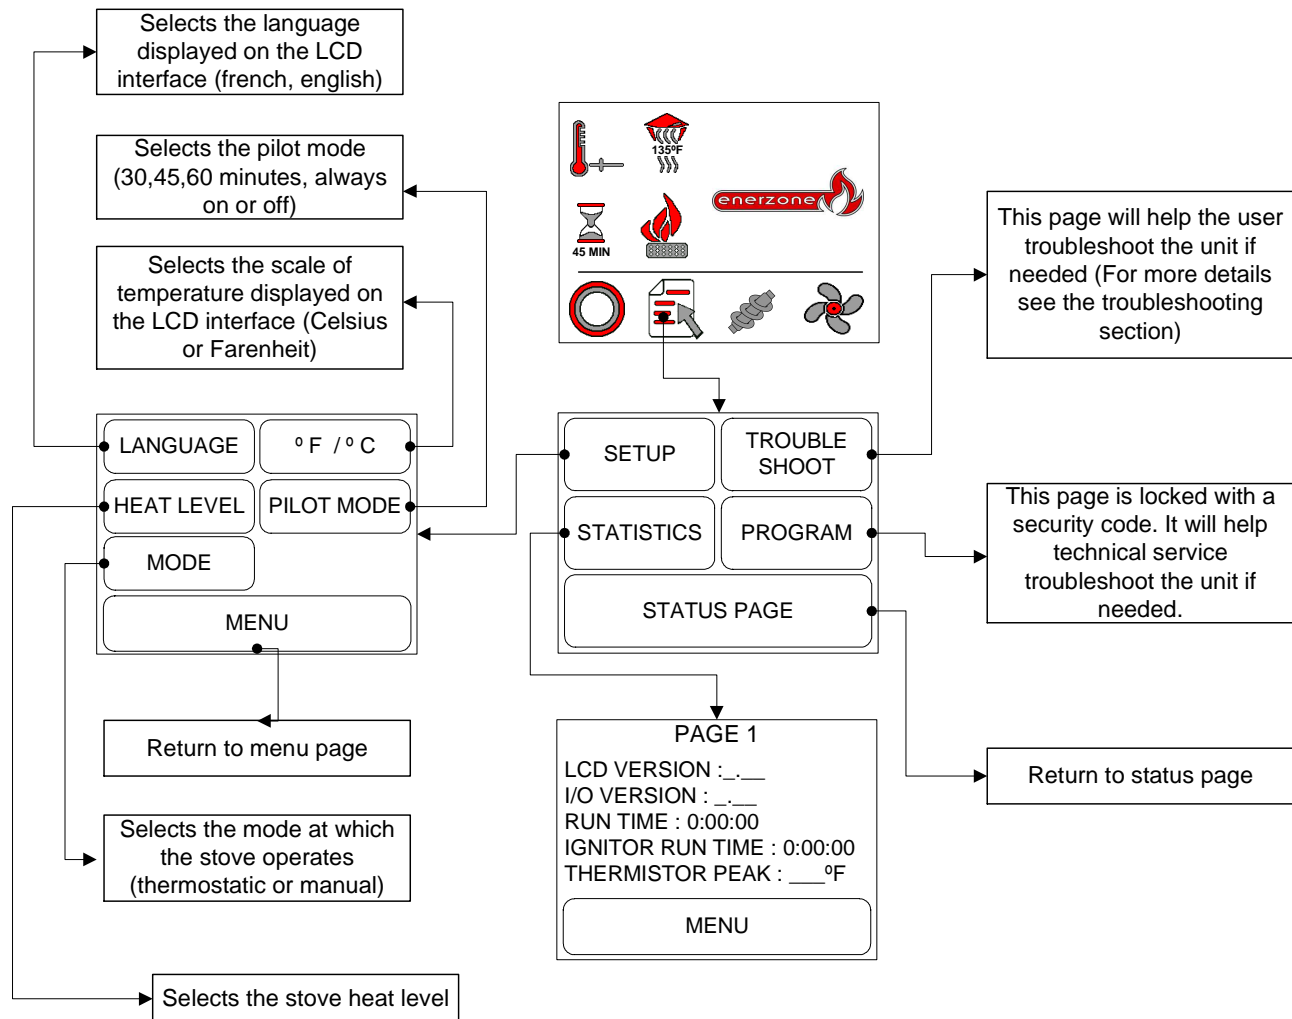 Selects the language
displayed on the LCD
interface (french, english)
Selects the pilot mode
(30,45,60 minutes, always
on or off)
Selects the scale of
temperature displayed on
the LCD interface (Celsius
or Farenheit)
135ºF
enerzone
45 MIN
This page will help the user
troubleshoot the unit if
needed (For more details
see the troubleshooting
section)
LANGUAGE
º F / º C
HEAT LEVEL
PILOT MODE
MODE
MENU
SETUP
TROUBLE
SHOOT
STATISTICS
PROGRAM
STATUS PAGE
This page is locked with a
security code. It will help
technical service
troubleshoot the unit if
needed.
Return to menu page
PAGE 1
LCD VERSION :_.__
I/O VERSION : _.__
RUN TIME : 0:00:00
IGNITOR RUN TIME : 0:00:00
THERMISTOR PEAK : ___ºF
MENU
Return to status page
Selects the mode at which
the stove operates
(thermostatic or manual)
Selects the stove heat level